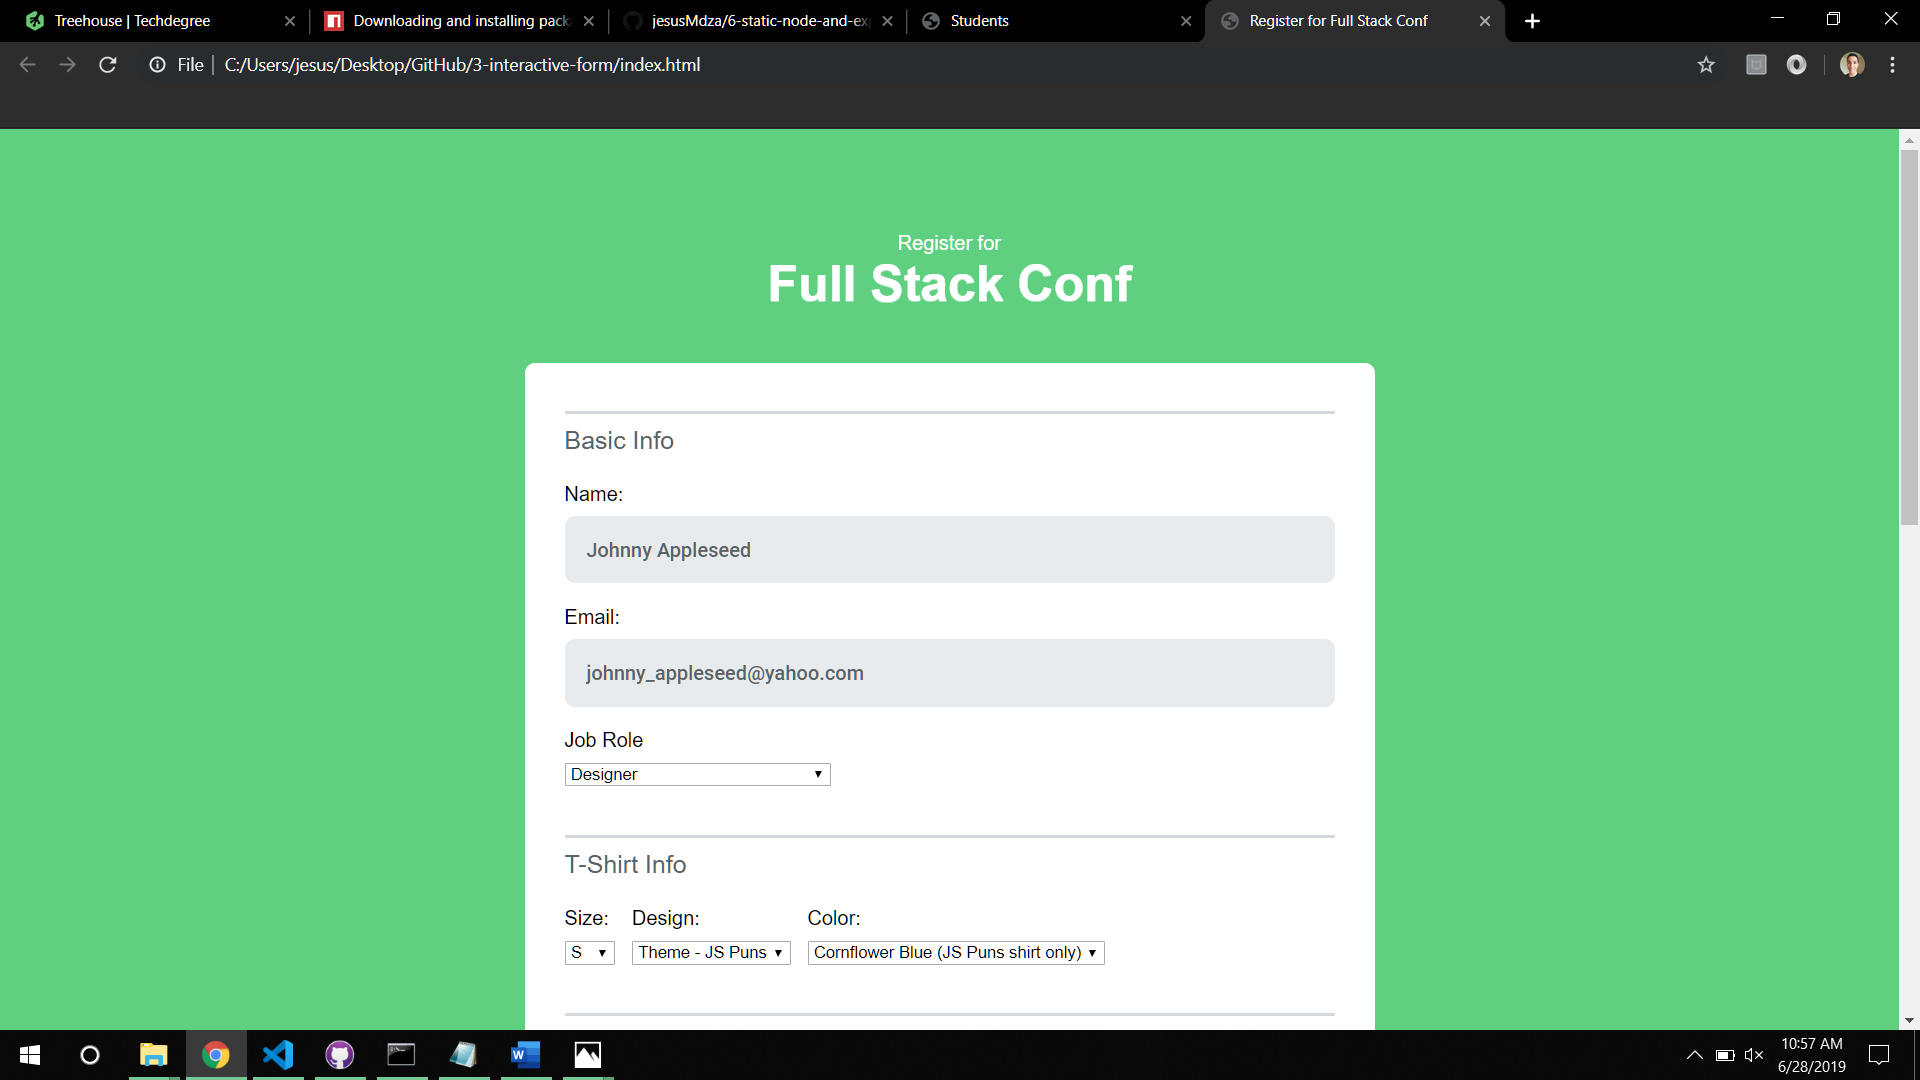 Treehouse | Techdegree
Downloading and installing pack
jesusMdza/6-static-node-and-exp
Students
Register for Full Stack Conf
File | C:/Users/jesus/Desktop/GitHub/3-interactive-form/index.html
Register for
Full Stack Conf
Basic Info
Name:
Johnny Appleseed
Email:
johnny_appleseed@yahoo.com
Job Role
Designer
T-Shirt Info
Size: Design: Color:
S Theme - JS Puns Cornflower Blue (JS Puns shirt only)
10:57 AM
6/28/2019